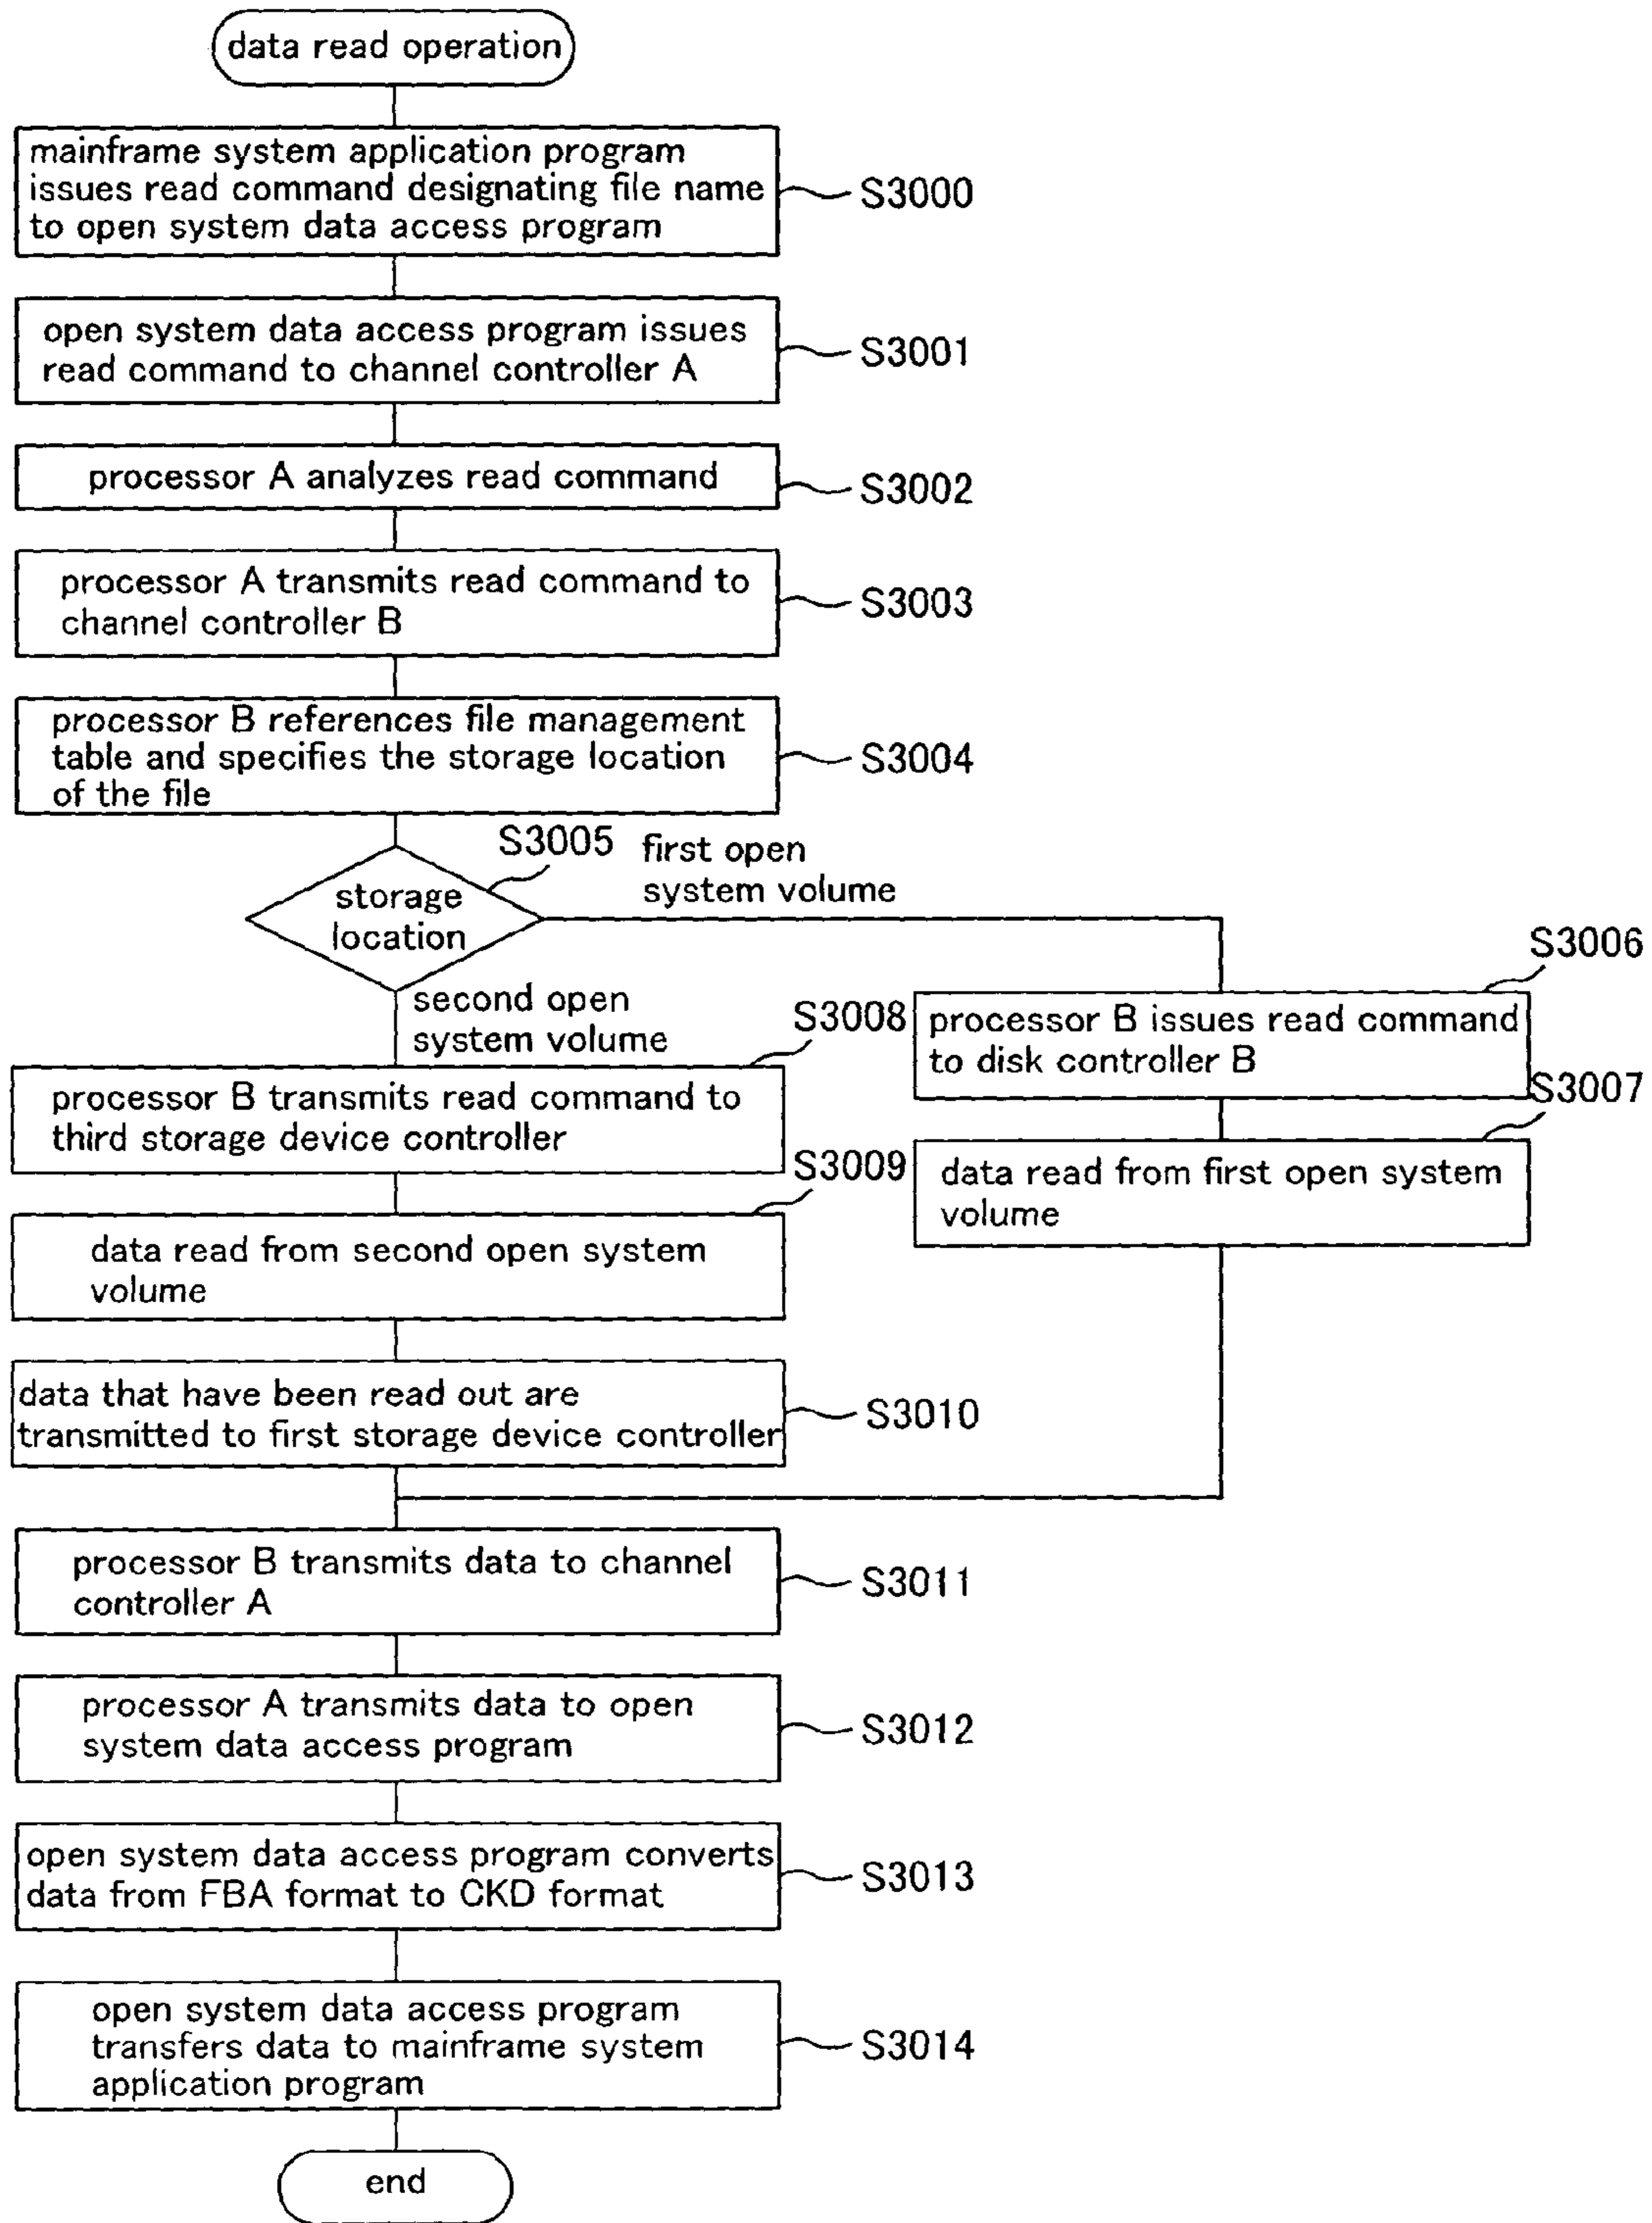 data read operation
mainframe system application program
issues read command designating file name
to open system data access program
S3000
open system data access program issues
read command to channel controller A
S3001
processor A analyzes read command
S3002
processor A transmits read command to
channel controller B
S3003
processor B references file management
table and specifies the storage location
of the file
S3004
S3005
storage
location
first open
system volume
second open
system volume
S3006
processor B issues read command
to disk controller B
S3007
data read from first open system
volume
S3008
processor B transmits read command to
third storage device controller
S3009
data read from second open system
volume
data that have been read out are
transmitted to first storage device controller
S3010
processor B transmits data to channel
controller A
S3011
processor A transmits data to open
system data access program
S3012
open system data access program converts
data from FBA format to CKD format
S3013
open system data access program
transfers data to mainframe system
application program
S3014
end